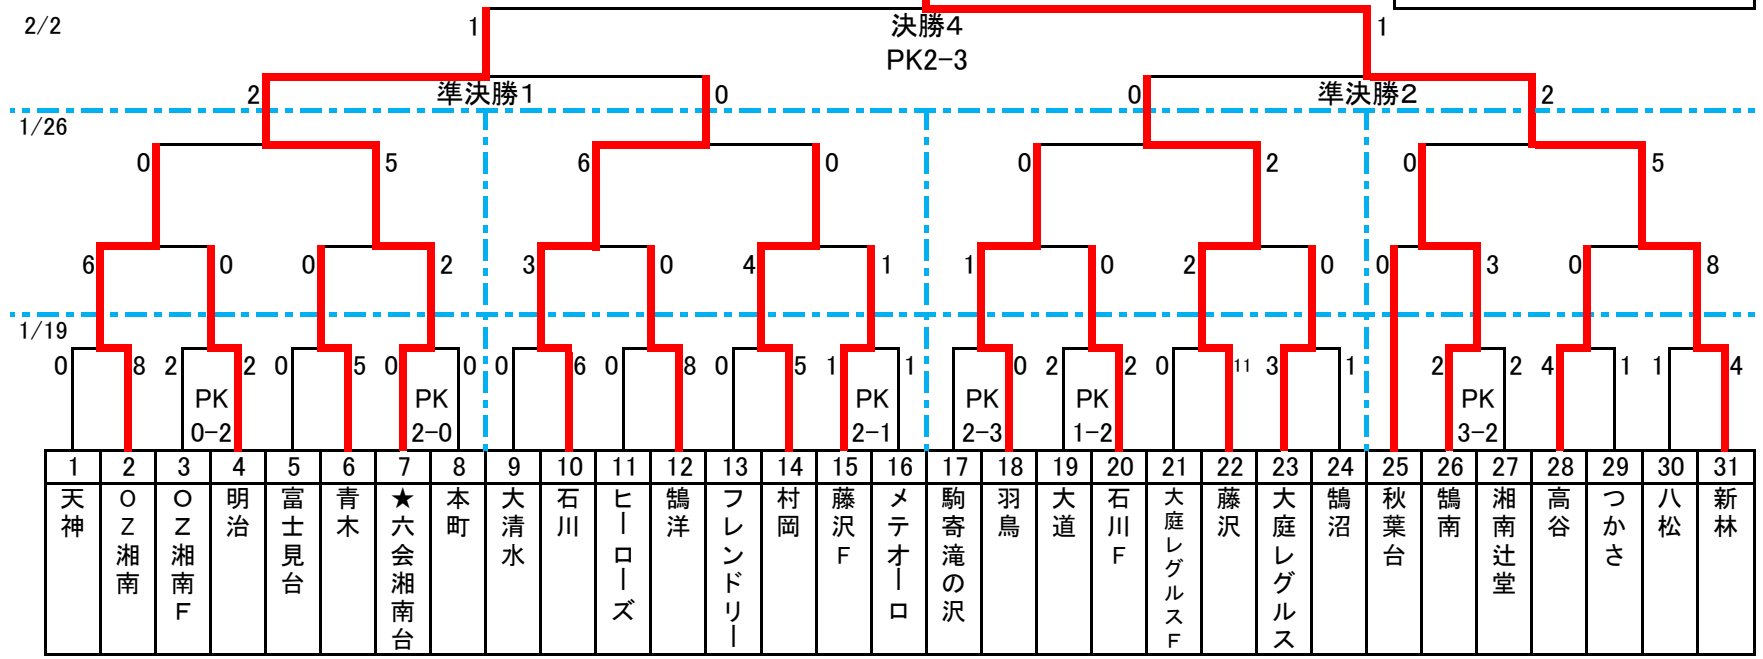 2/2
1
決勝4
1
PK2-3
2
準決勝1
0
0
準決勝2
2
1/26
0
5
6
0
0
2
0
5
6
0
0
2
3
0
4
1
1
0
2
0
0
3
0
8
1/19
0
8
2
2
0
5
0
0
0
6
0
8
0
5
1
1
0
2
2
0
11
3
1
2
2
4
1
1
4
PK
PK
PK
PK
PK
PK
0-2
2-0
2-1
2-3
1-2
3-2
1 2 3 4 5 6 7 8 9 10 11 12 13 14 15 16 17 18 19 20 21 22 23 24 25 26 27 28 29 30 31
天神
OZ湘南
OZ湘南F
明治
富士見台
青木
★六会湘南台
本町
大清水
石川
ヒーローズ
鵠洋
フレンドリー
村岡
藤沢F
メテオーロ
駒寄滝の沢
羽鳥
大道
石川F
大庭レグルスF
藤沢
大庭レグルス
鵠沼
秋葉台
鵠南
湘南辻堂
高谷
つかさ
八松
新林